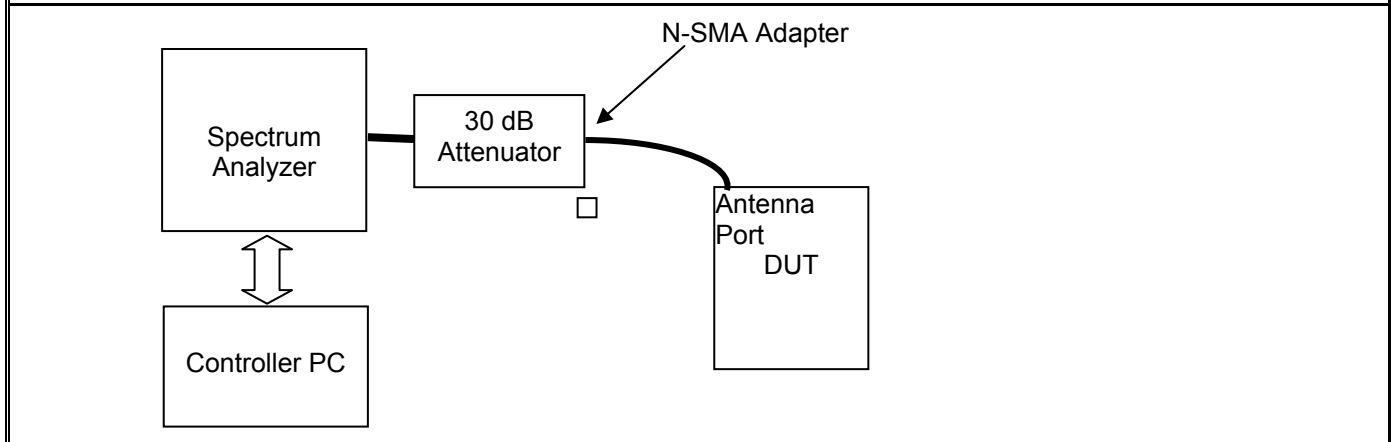 N-SMA Adapter
Spectrum
Analyzer
30 dB
Attenuator
Antenna
Port
DUT
Controller PC